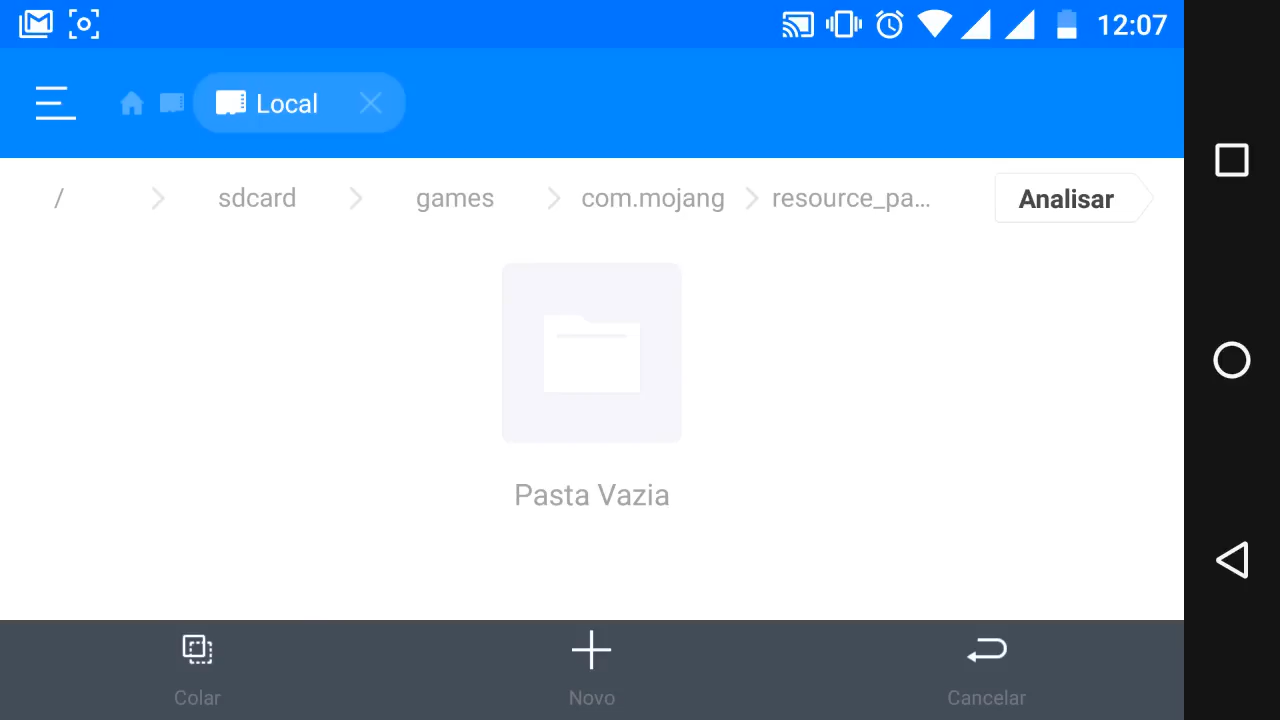 12:07
Local
/ sdcard games com.mojang resource_pa... Analisar
Pasta Vazia
Colar Novo Cancelar